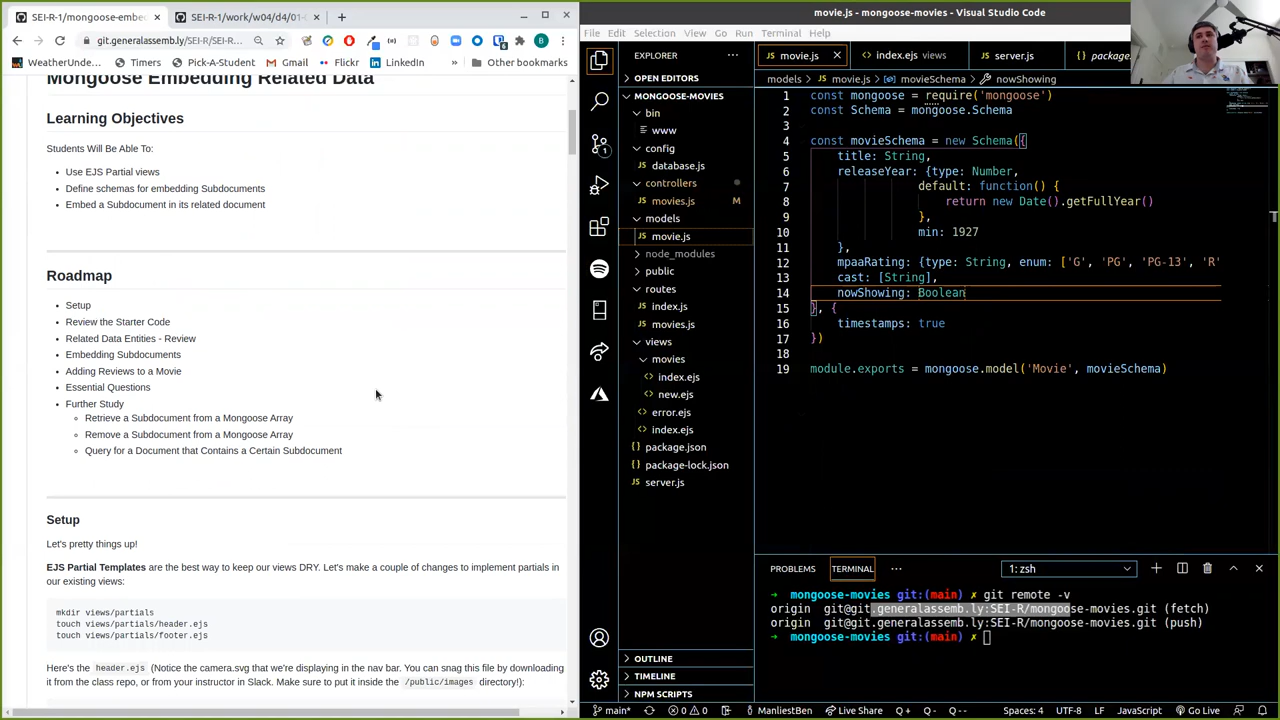 SEI-R-1/mongoose-embe
SEI-R-1/work/w04/d4/01-
git.generalassemb.ly/SEI-R/SEI-R...
WeatherUnde...
Timers
Pick-A-Student
Gmail
Flickr
LinkedIn
»
Other bookmarks
Mongoose Embedding Related Data
Learning Objectives
Students Will Be Able To:
Use EJS Partial views
Define schemas for embedding Subdocuments
Embed a Subdocument in its related document
Roadmap
Setup
Review the Starter Code
Related Data Entities - Review
Embedding Subdocuments
Adding Reviews to a Movie
Essential Questions
Further Study
Retrieve a Subdocument from a Mongoose Array
Remove a Subdocument from a Mongoose Array
Query for a Document that Contains a Certain Subdocument
Setup
Let's pretty things up!
EJS Partial Templates are the best way to keep our views DRY. Let's make a couple of changes to implement partials in
our existing views:
mkdir views/partials
touch views/partials/header.ejs
touch views/partials/footer.ejs
Here's the header.ejs (Notice the camera.svg that we're displaying in the nav bar. You can snag this file by downloading
it from the class repo, or from your instructor in Slack. Make sure to put it inside the /public/images directory!):
movie.js - mongoose-movies - Visual Studio Code
File Edit Selection View Go Run Terminal Help
EXPLORER
OPEN EDITORS
MONGOOSE-MOVIES
bin
www
config
database.js
controllers
movies.js M
models
movie.js
node_modules
public
routes
index.js
movies.js
views
movies
index.ejs
new.ejs
error.ejs
index.ejs
package.json
package-lock.json
server.js
OUTLINE
TIMELINE
NPM SCRIPTS
movie.js
index.ejs views
server.js
package
models > movie.js > movieSchema > nowShowing
1 const mongoose = require('mongoose')
2 const Schema = mongoose.Schema
3
4 const movieSchema = new Schema({
5 title: String,
6 releaseYear: {type: Number,
7 default: function() {
8 return new Date().getFullYear()
9 },
10 min: 1927
11 },
12 mpaaRating: {type: String, enum: ['G', 'PG', 'PG-13', 'R'
13 cast: [String],
14 nowShowing: Boolean
15 }, {
16 timestamps: true
17 })
18
19 module.exports = mongoose.model('Movie', movieSchema)
PROBLEMS TERMINAL ... 1: zsh
➜ mongoose-movies git:(main) ✗ git remote -v
origin git@git.generalassemb.ly:SEI-R/mongoose-movies.git (fetch)
origin git@git.generalassemb.ly:SEI-R/mongoose-movies.git (push)
➜ mongoose-movies git:(main) ✗
main* 0 0 ManliestBen Live Share Q+ Q- Q-- Spaces: 4 UTF-8 LF JavaScript Go Live